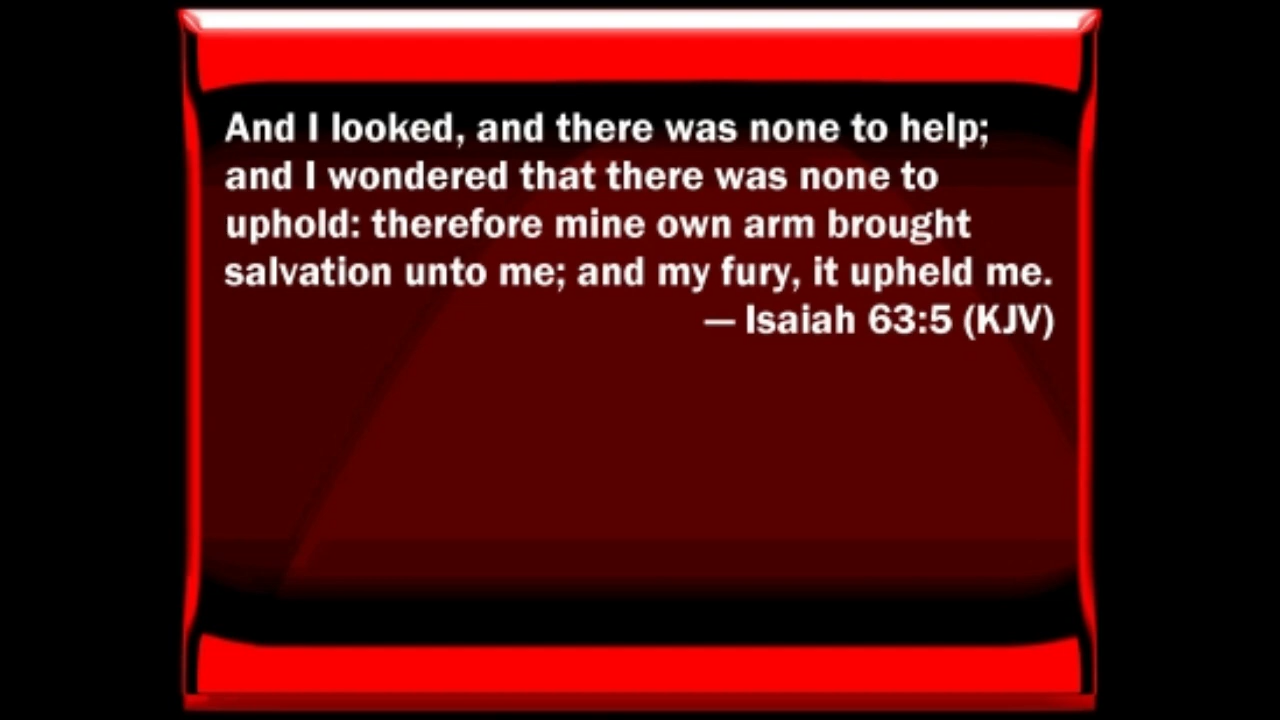 And I looked, and there was none to help;
and I wondered that there was none to
uphold: therefore mine own arm brought
salvation unto me; and my fury, it upheld me.
— Isaiah 63:5 (KJV)